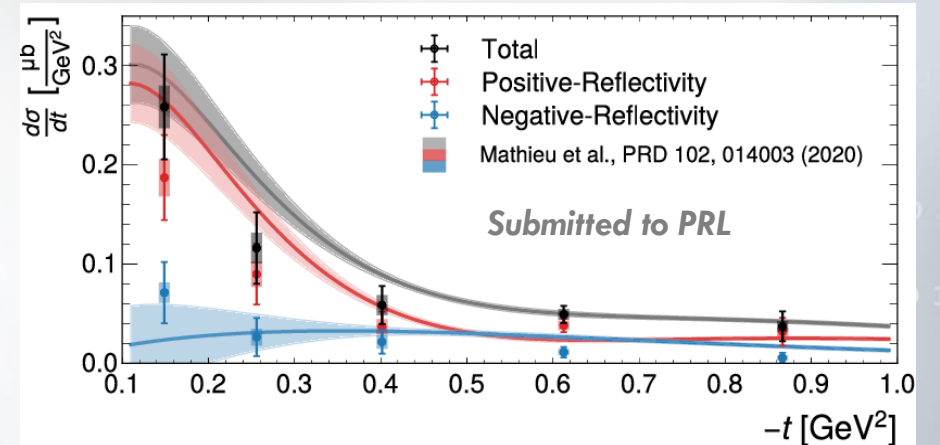 dσ/dt [μb/GeV²]
0.3
0.2
0.1
0.0
Total
Positive-Reflectivity
Negative-Reflectivity
Mathieu et al., PRD 102, 014003 (2020)
Submitted to PRL
0.1 0.2 0.3 0.4 0.5 0.6 0.7 0.8 0.9 1.0
−t [GeV²]